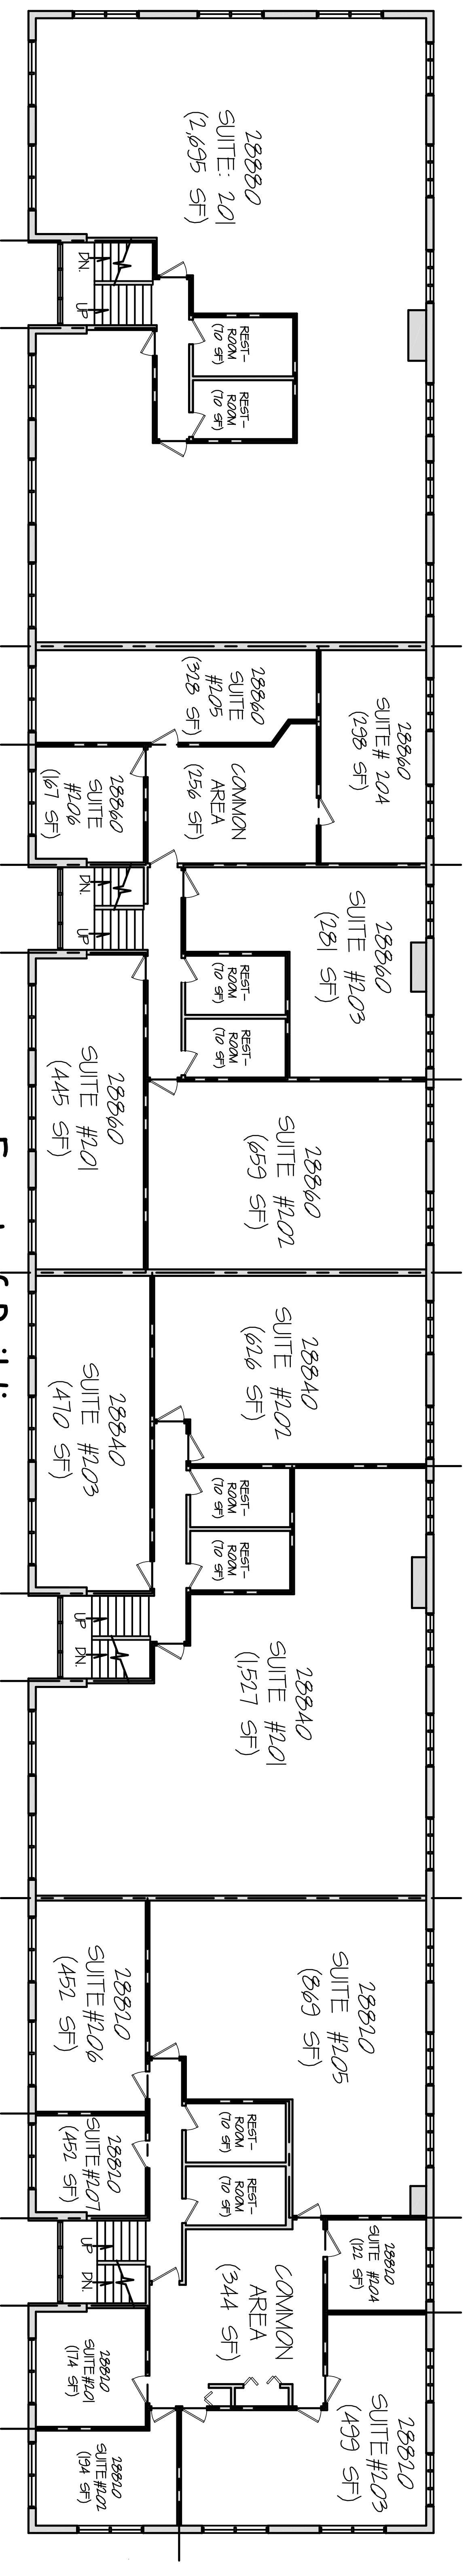 28880
SUITE: 201
(2,695 SF)
DN.
UP
REST-
ROOM
(70 SF)
REST-
ROOM
(70 SF)
28860
SUITE
#205
(328 SF)
28860
SUITE# 204
(298 SF)
28860
SUITE
#206
(167 SF)
COMMON
AREA
(256 SF)
DN.
UP
28860
SUITE #203
(281 SF)
REST-
ROOM
(70 SF)
REST-
ROOM
(70 SF)
28860
SUITE #201
(445 SF)
28860
SUITE #202
(659 SF)
28840
SUITE #202
(626 SF)
28840
SUITE #203
(470 SF)
REST-
ROOM
(70 SF)
REST-
ROOM
(70 SF)
UP
DN.
28840
SUITE #201
(1,527 SF)
28820
SUITE #205
(869 SF)
28820
SUITE #206
(452 SF)
28820
SUITE #207
(452 SF)
REST-
ROOM
(70 SF)
REST-
ROOM
(70 SF)
UP
DN.
28820
SUITE #204
(122 SF)
COMMON
AREA
(344 SF)
28820
SUITE #201
(174 SF)
28820
SUITE #203
(499 SF)
28820
SUITE #202
(194 SF)